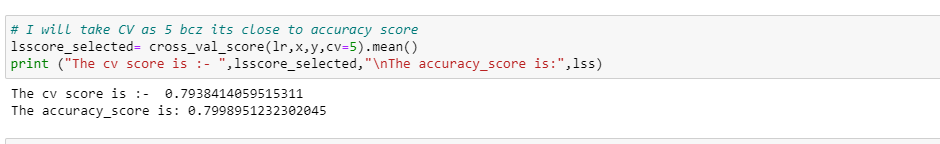 # I will take CV as 5 bcz its close to accuracy score
lsscore_selected= cross_val_score(lr,x,y,cv=5).mean()
print ("The cv score is :- ",lsscore_selected,"\nThe accuracy_score is:",lss)
The cv score is :-  0.7938414059515311
The accuracy_score is: 0.7998951232302045